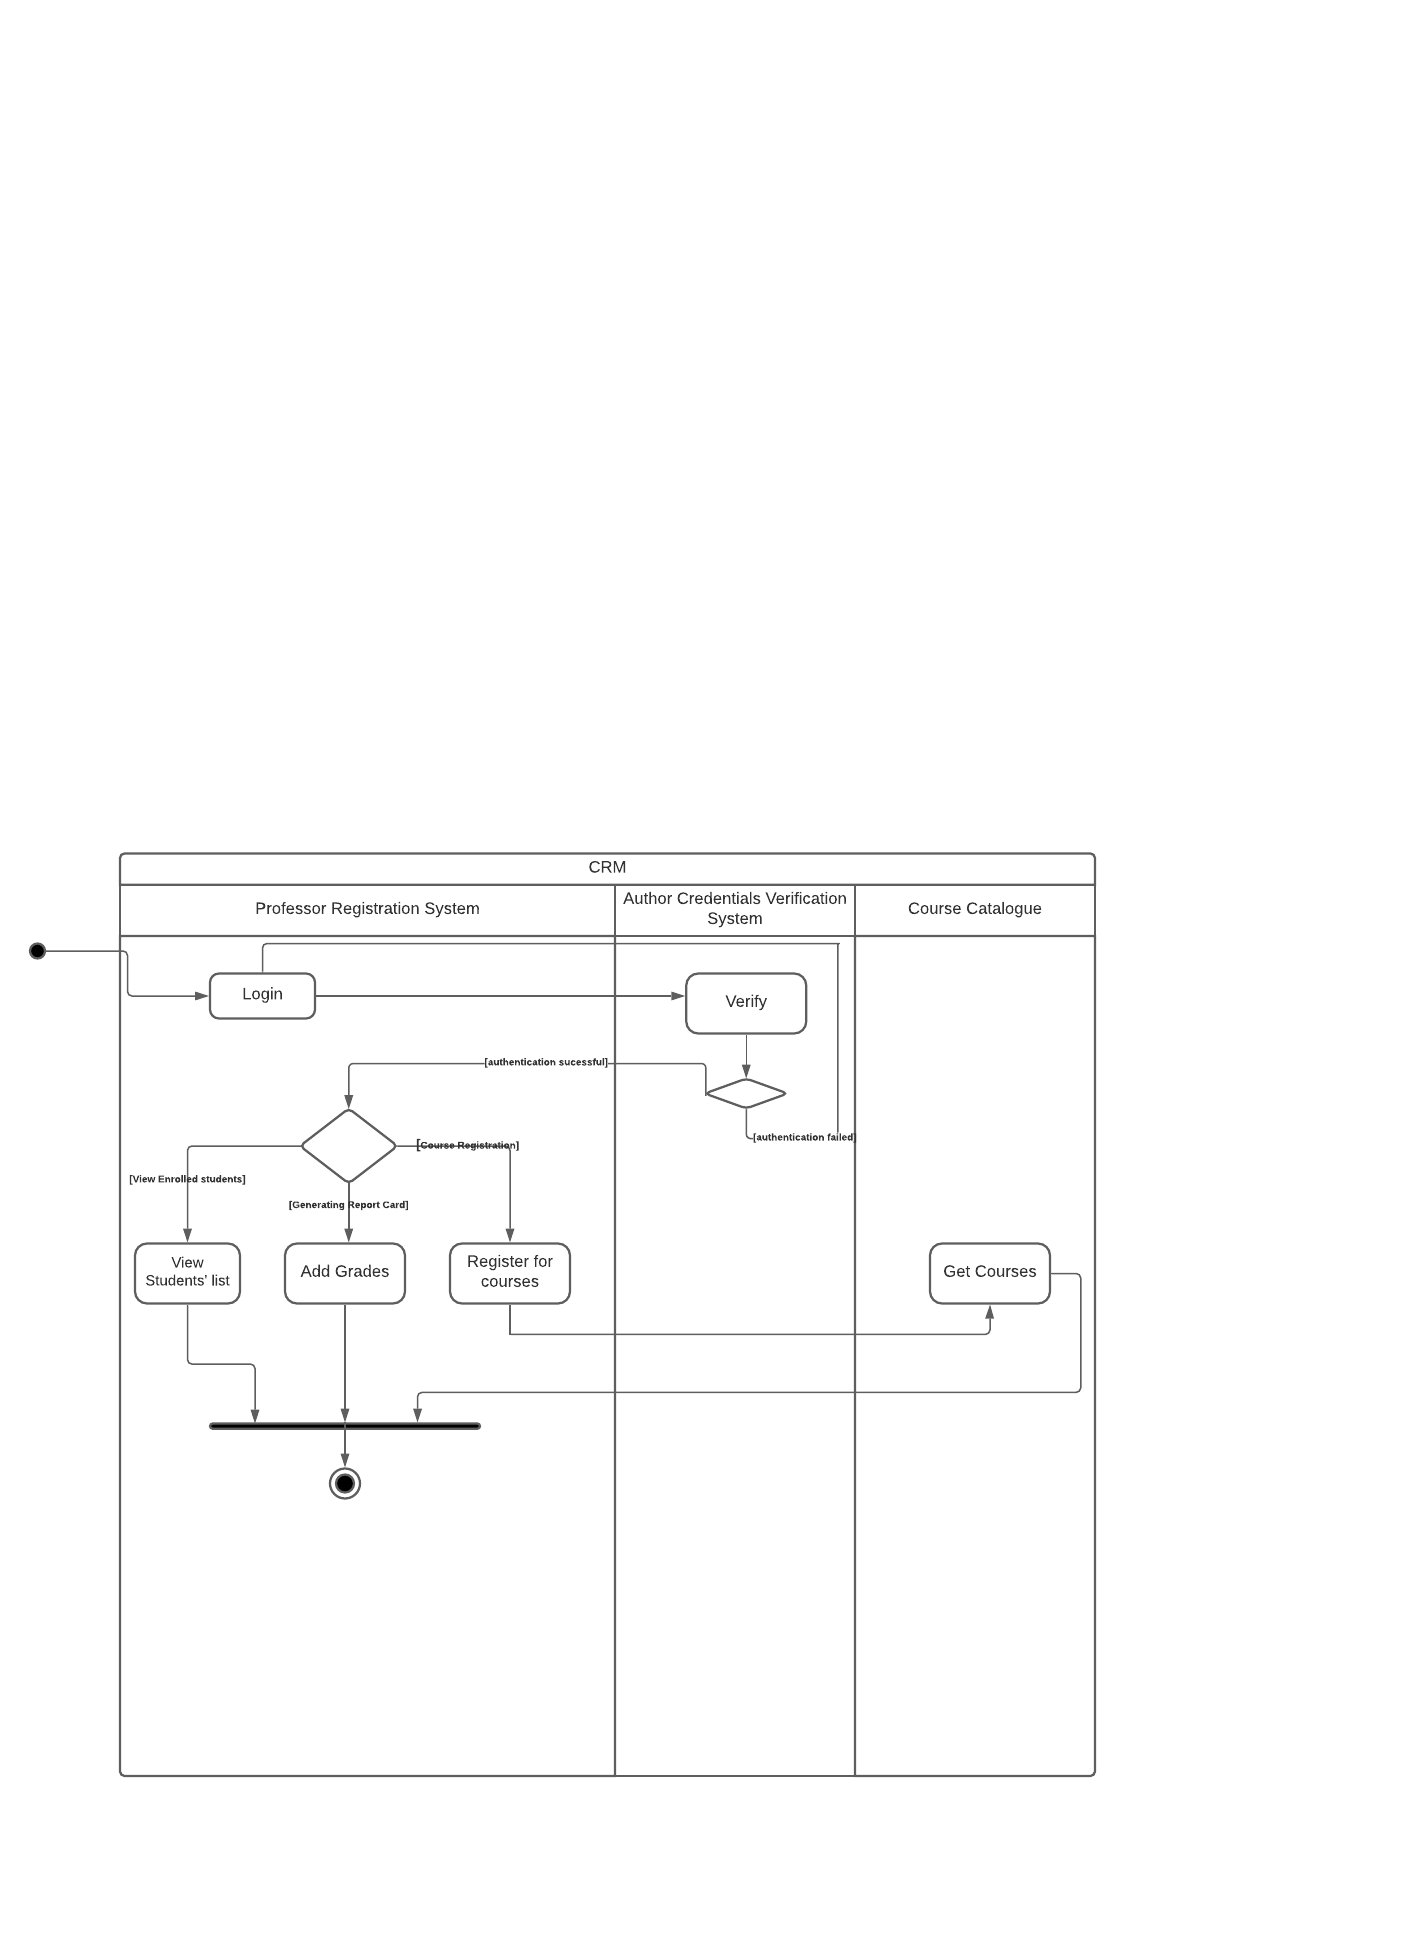 CRM
Professor Registration System
Author Credentials Verification
System
Course Catalogue
Login
Verify
[authentication sucessful]
[authentication failed]
[Course Registration]
[View Enrolled students]
[Generating Report Card]
View
Students' list
Add Grades
Register for
courses
Get Courses